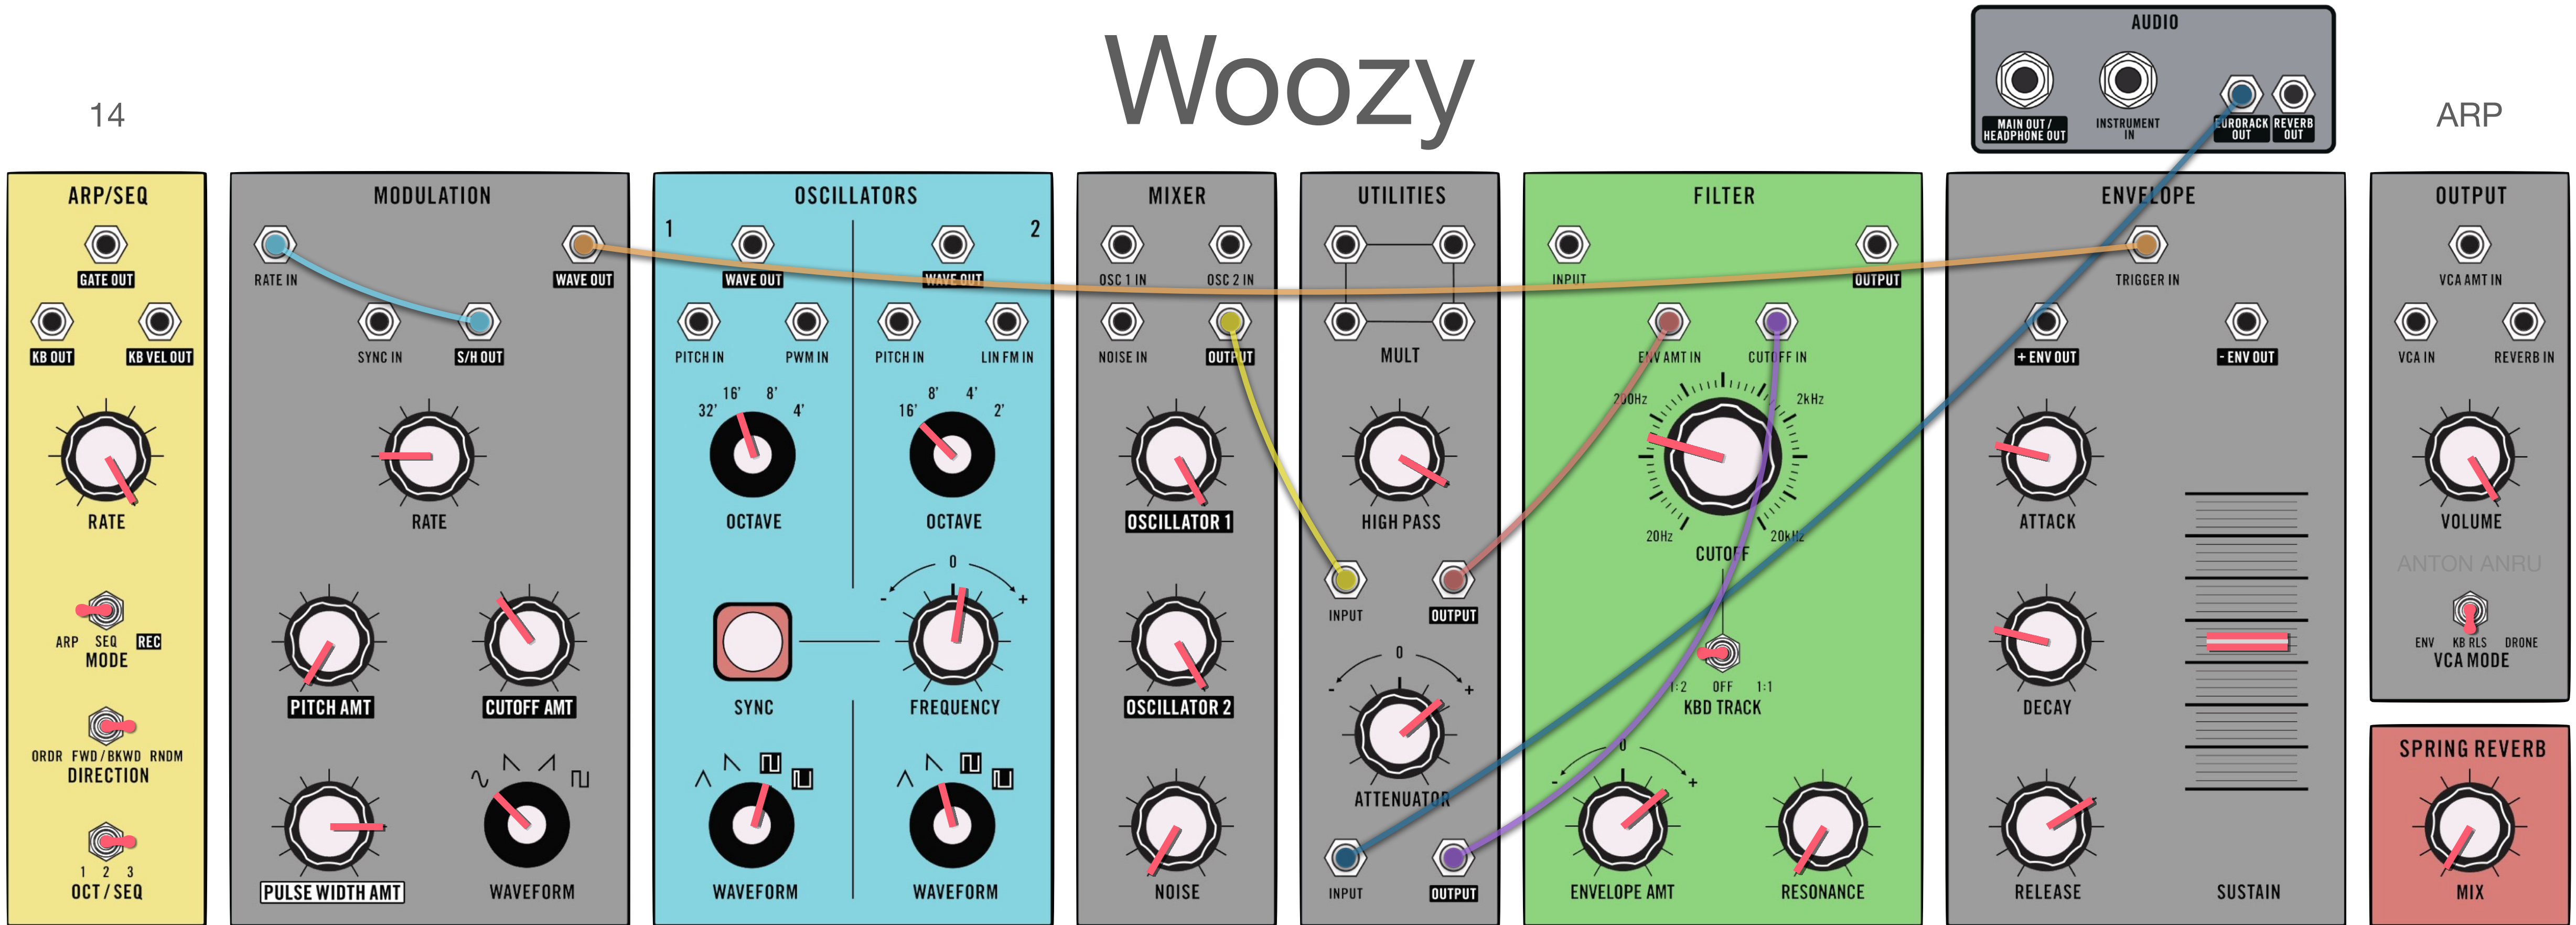 Woozy
14
ARP
AUDIO
MAIN OUT /
HEADPHONE OUT
INSTRUMENT
IN
EURORACK
OUT
REVERB
OUT
ARP/SEQ
GATE OUT
KB OUT
KB VEL OUT
RATE
ARP SEQ REC
MODE
ORDR FWD/BKWD RNDM
DIRECTION
1 2 3
OCT / SEQ
MODULATION
RATE IN
WAVE OUT
SYNC IN
S/H OUT
RATE
PITCH AMT
CUTOFF AMT
PULSE WIDTH AMT
WAVEFORM
OSCILLATORS
1
2
WAVE OUT
WAVE OUT
PITCH IN
PWM IN
PITCH IN
LIN FM IN
32' 16' 8' 4'
16' 8' 4' 2'
OCTAVE
OCTAVE
- 0 +
SYNC
FREQUENCY
WAVEFORM
WAVEFORM
MIXER
OSC 1 IN
OSC 2 IN
NOISE IN
OUTPUT
OSCILLATOR 1
OSCILLATOR 2
NOISE
UTILITIES
MULT
HIGH PASS
INPUT
OUTPUT
- 0 +
ATTENUATOR
INPUT
OUTPUT
FILTER
INPUT
OUTPUT
ENV AMT IN
CUTOFF IN
200Hz
2kHz
20Hz
20kHz
CUTOFF
1:2 OFF 1:1
KBD TRACK
- 0 +
ENVELOPE AMT
RESONANCE
ENVELOPE
TRIGGER IN
+ ENV OUT
- ENV OUT
ATTACK
DECAY
RELEASE
SUSTAIN
OUTPUT
VCA AMT IN
VCA IN
REVERB IN
VOLUME
ANTON ANRU
ENV KB RLS DRONE
VCA MODE
SPRING REVERB
MIX